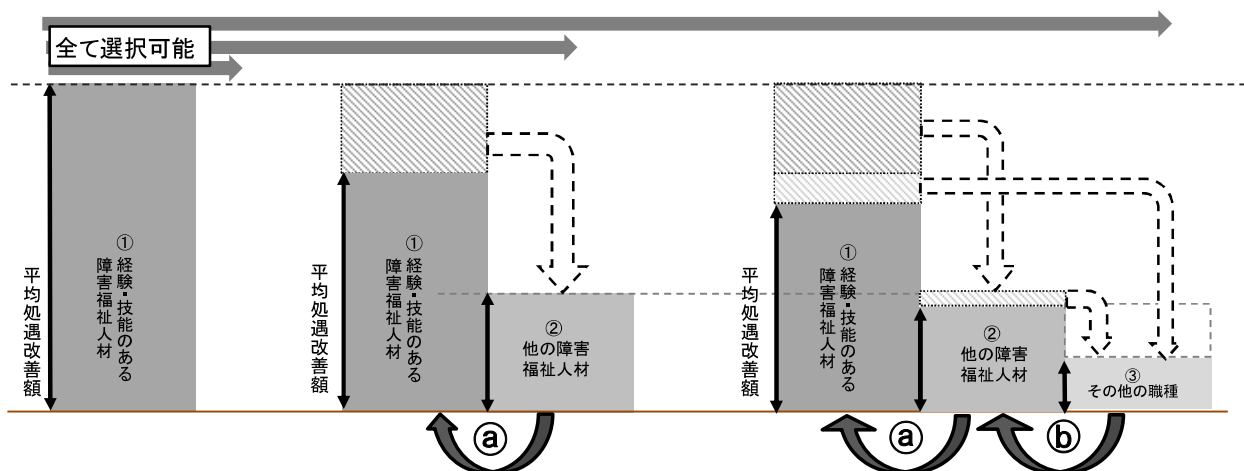 全て選択可能
平均処遇改善額
①経験・技能のある
障害福祉人材
平均処遇改善額
①経験・技能のある
障害福祉人材
②
他の障害
福祉人材
平均処遇改善額
①経験・技能のある
障害福祉人材
②
他の障害
福祉人材
③
その他の職種
ⓐ
ⓐ
ⓑ